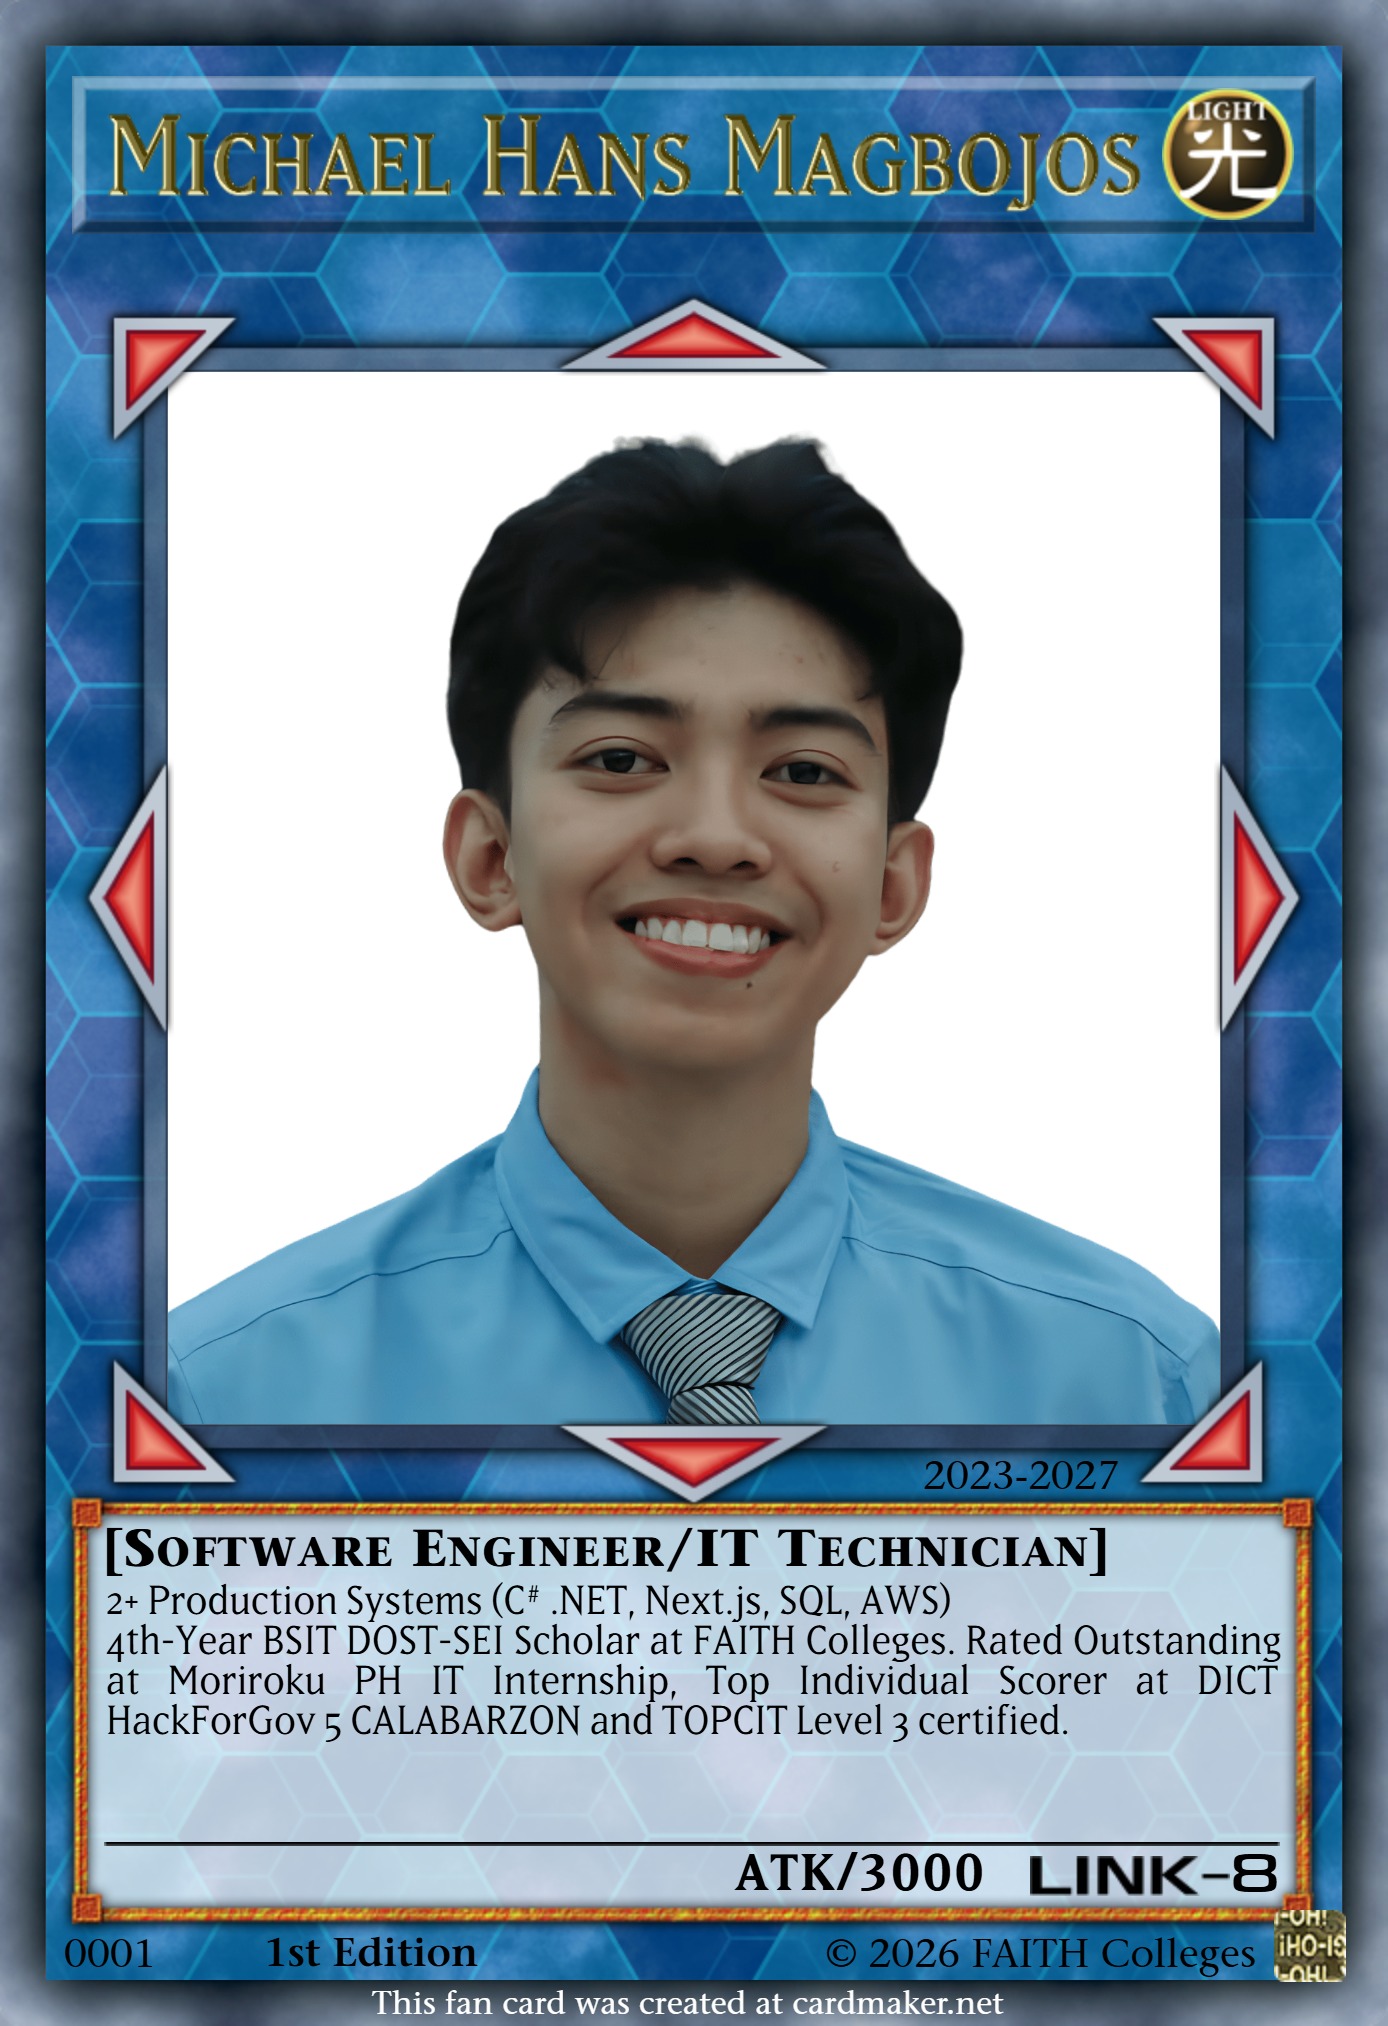 Michael Hans Magbojos
LIGHT
光
2023-2027
[Software Engineer/IT Technician]
2+ Production Systems (C# .NET, Next.js, SQL, AWS)
4th-Year BSIT DOST-SEI Scholar at FAITH Colleges. Rated Outstanding
at Moriroku PH IT Internship, Top Individual Scorer at DICT
HackForGov 5 CALABARZON and TOPCIT Level 3 certified.
ATK/3000 LINK-8
0001 1st Edition © 2026 FAITH Colleges
This fan card was created at cardmaker.net